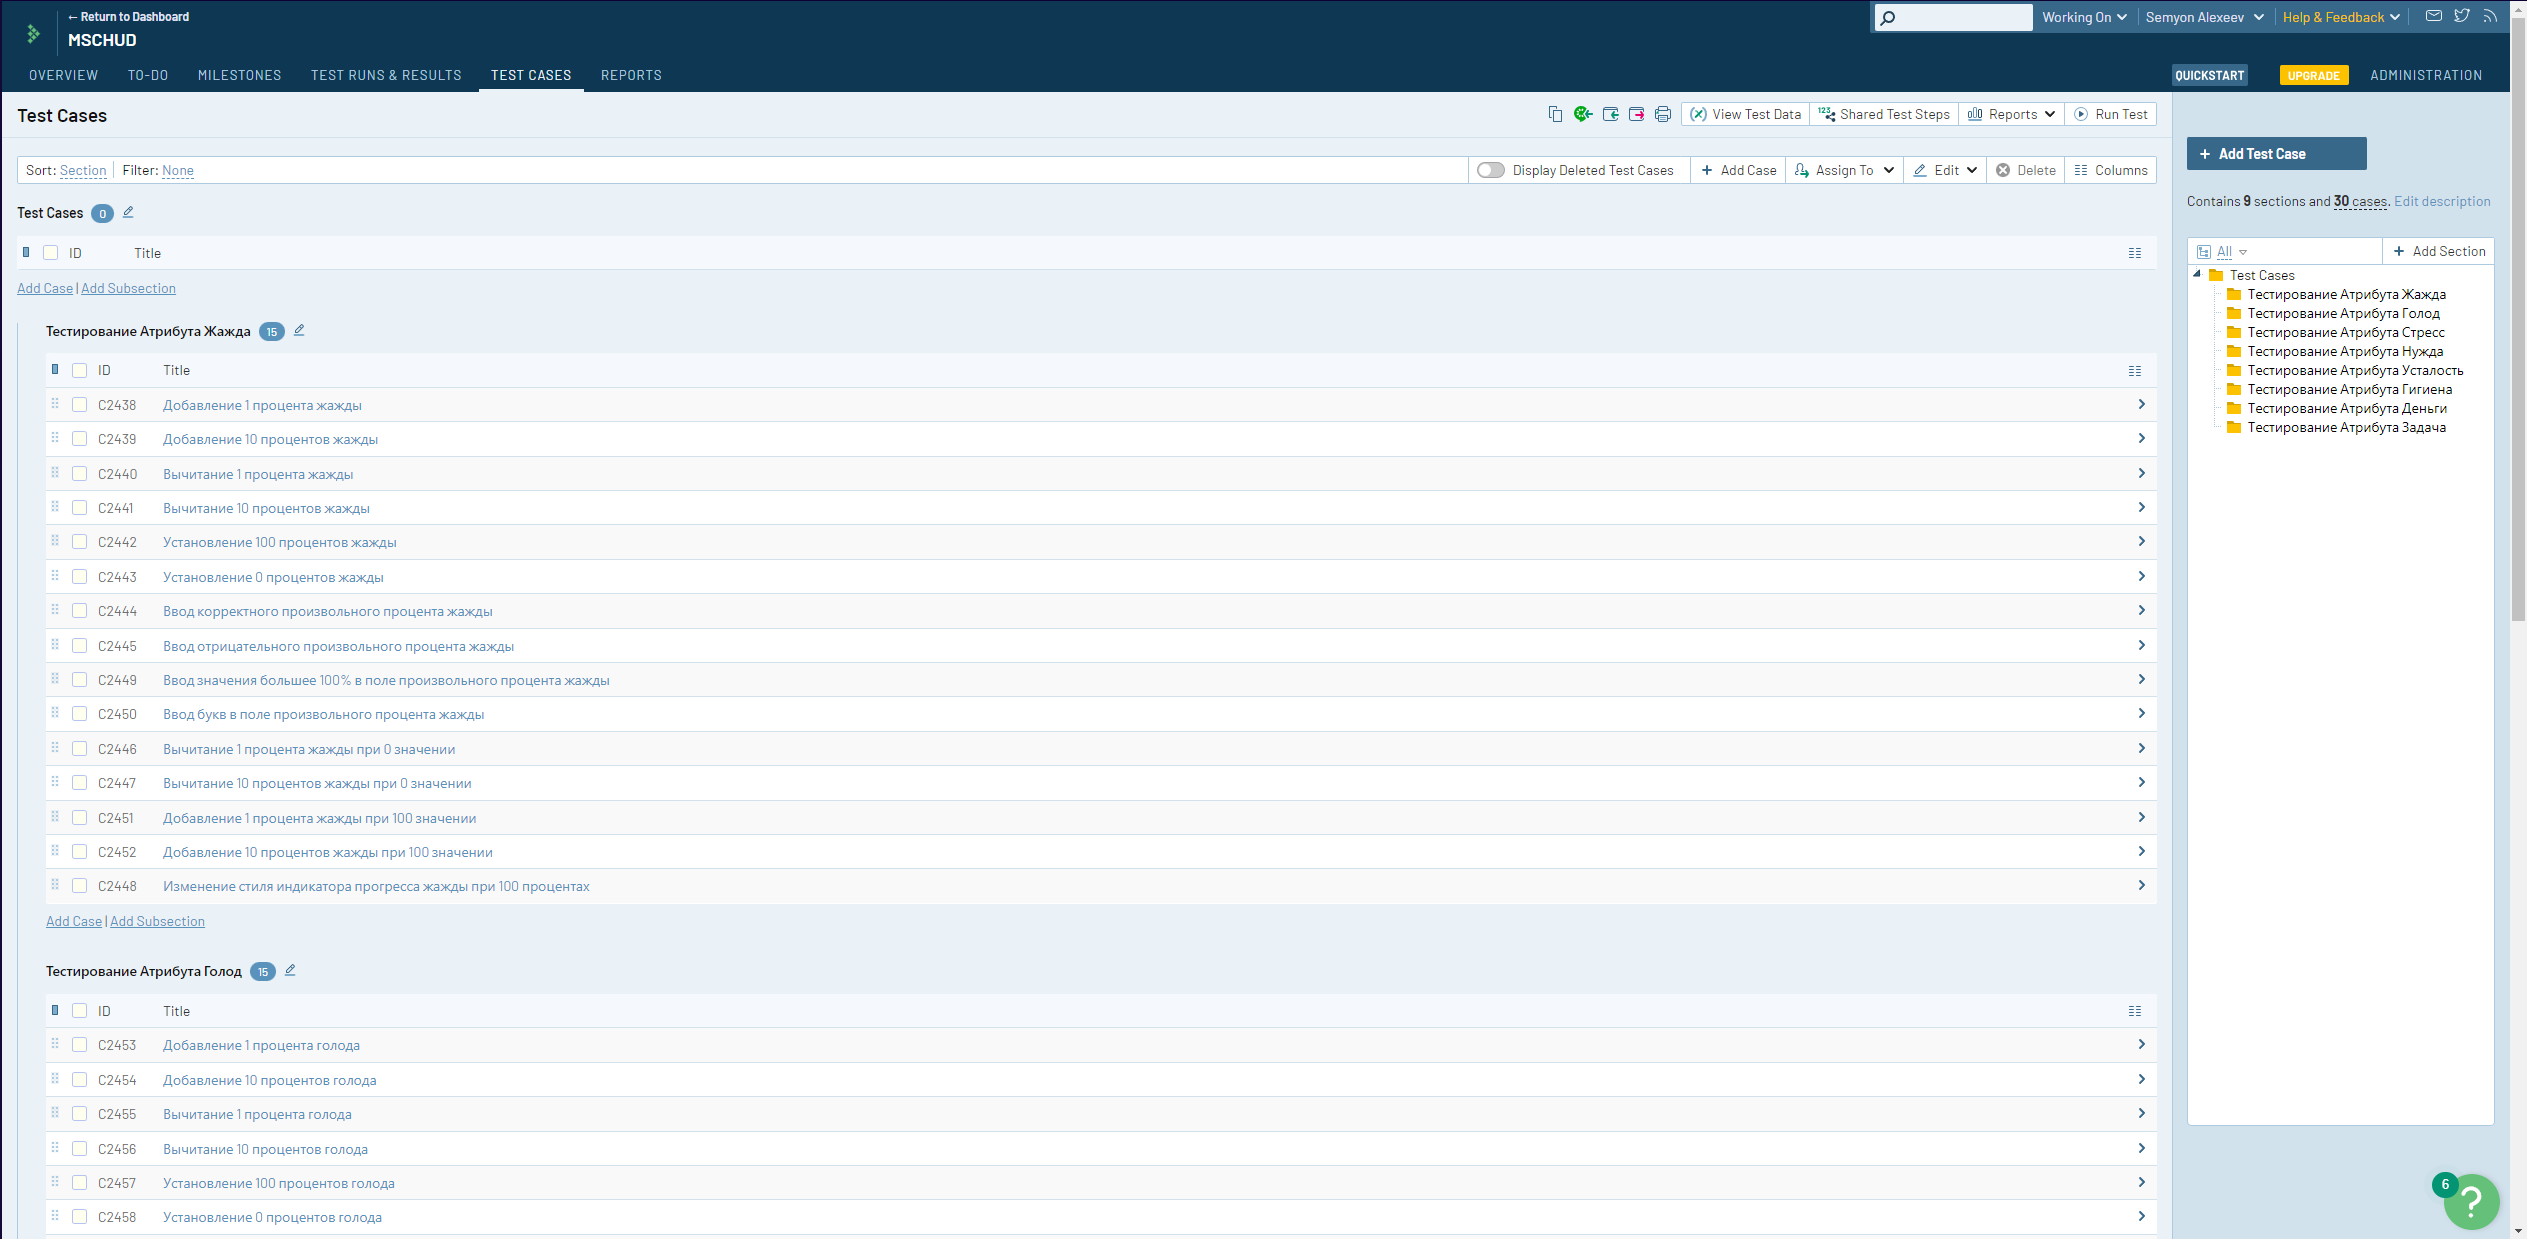 ← Return to Dashboard
MSCHUD
Working On
Semyon Alexeev
Help & Feedback
OVERVIEW TO-DO MILESTONES TEST RUNS & RESULTS TEST CASES REPORTS
QUICKSTART UPGRADE ADMINISTRATION
Test Cases
View Test Data
123 Shared Test Steps
Reports
Run Test
+ Add Test Case
Sort: Section Filter: None
Display Deleted Test Cases
+ Add Case
Assign To
Edit
Delete
Columns
Contains 9 sections and 30 cases. Edit description
Test Cases 0
ID Title
Add Case | Add Subsection
All
+ Add Section
Test Cases
Тестирование Атрибута Жажда
Тестирование Атрибута Голод
Тестирование Атрибута Стресс
Тестирование Атрибута Нужда
Тестирование Атрибута Усталость
Тестирование Атрибута Гигиена
Тестирование Атрибута Деньги
Тестирование Атрибута Задача
Тестирование Атрибута Жажда 15
ID Title
C2438 Добавление 1 процента жажды
C2439 Добавление 10 процентов жажды
C2440 Вычитание 1 процента жажды
C2441 Вычитание 10 процентов жажды
C2442 Установление 100 процентов жажды
C2443 Установление 0 процентов жажды
C2444 Ввод корректного произвольного процента жажды
C2445 Ввод отрицательного произвольного процента жажды
C2449 Ввод значения большее 100% в поле произвольного процента жажды
C2450 Ввод букв в поле произвольного процента жажды
C2446 Вычитание 1 процента жажды при 0 значении
C2447 Вычитание 10 процентов жажды при 0 значении
C2451 Добавление 1 процента жажды при 100 значении
C2452 Добавление 10 процентов жажды при 100 значении
C2448 Изменение стиля индикатора прогресса жажды при 100 процентах
Add Case | Add Subsection
Тестирование Атрибута Голод 15
ID Title
C2453 Добавление 1 процента голода
C2454 Добавление 10 процентов голода
C2455 Вычитание 1 процента голода
C2456 Вычитание 10 процентов голода
C2457 Установление 100 процентов голода
C2458 Установление 0 процентов голода
6
?